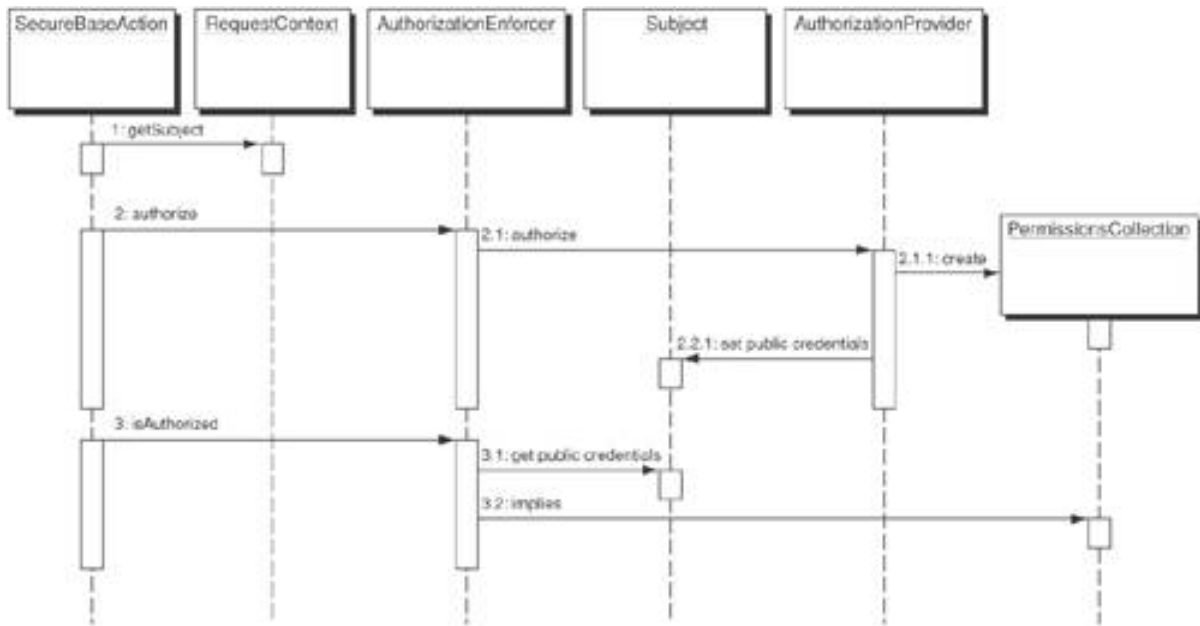 SecureBaseAction
RequestContext
AuthorizationEnforcer
Subject
AuthorizationProvider
1: getSubject
2: authorize
2.1: authorize
PermissionsCollection
2.1.1: create
2.2.1: set public credentials
3: isAuthorized
3.1: get public credentials
3.2: implies